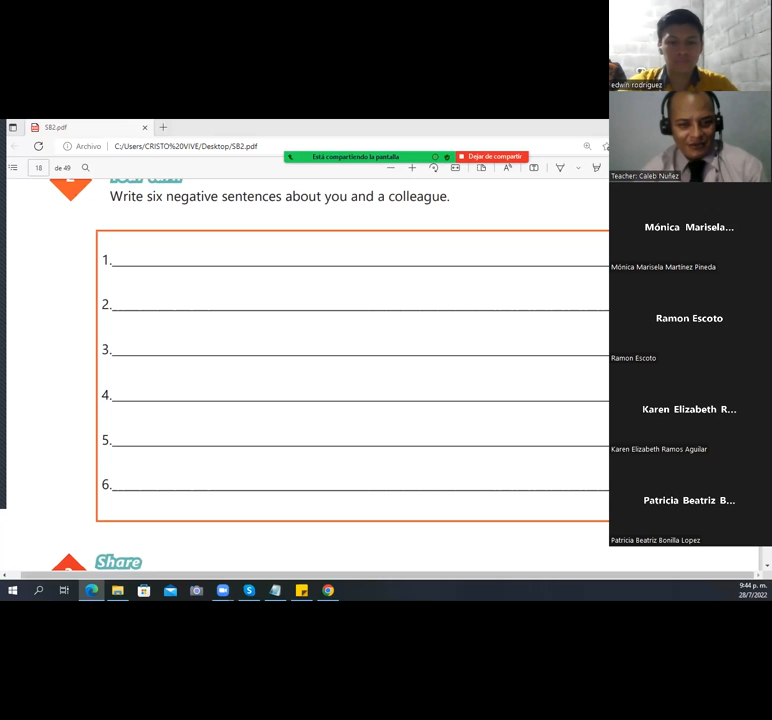 SB2.pdf
Archivo
C:/Users/CRISTO%20VIVE/Desktop/SB2.pdf
Está compartiendo la pantalla
Dejar de compartir
18
de 49
Write six negative sentences about you and a colleague.
1.
2.
3.
4.
5.
6.
Share
edwin rodriguez
Teacher: Caleb Nuñez
Mónica Marisela...
Mónica Marisela Martínez Pineda
Ramon Escoto
Ramon Escoto
Karen Elizabeth R...
Karen Elizabeth Ramos Aguilar
Patricia Beatriz B...
Patricia Beatriz Bonilla Lopez
9:44 p. m.
28/7/2022